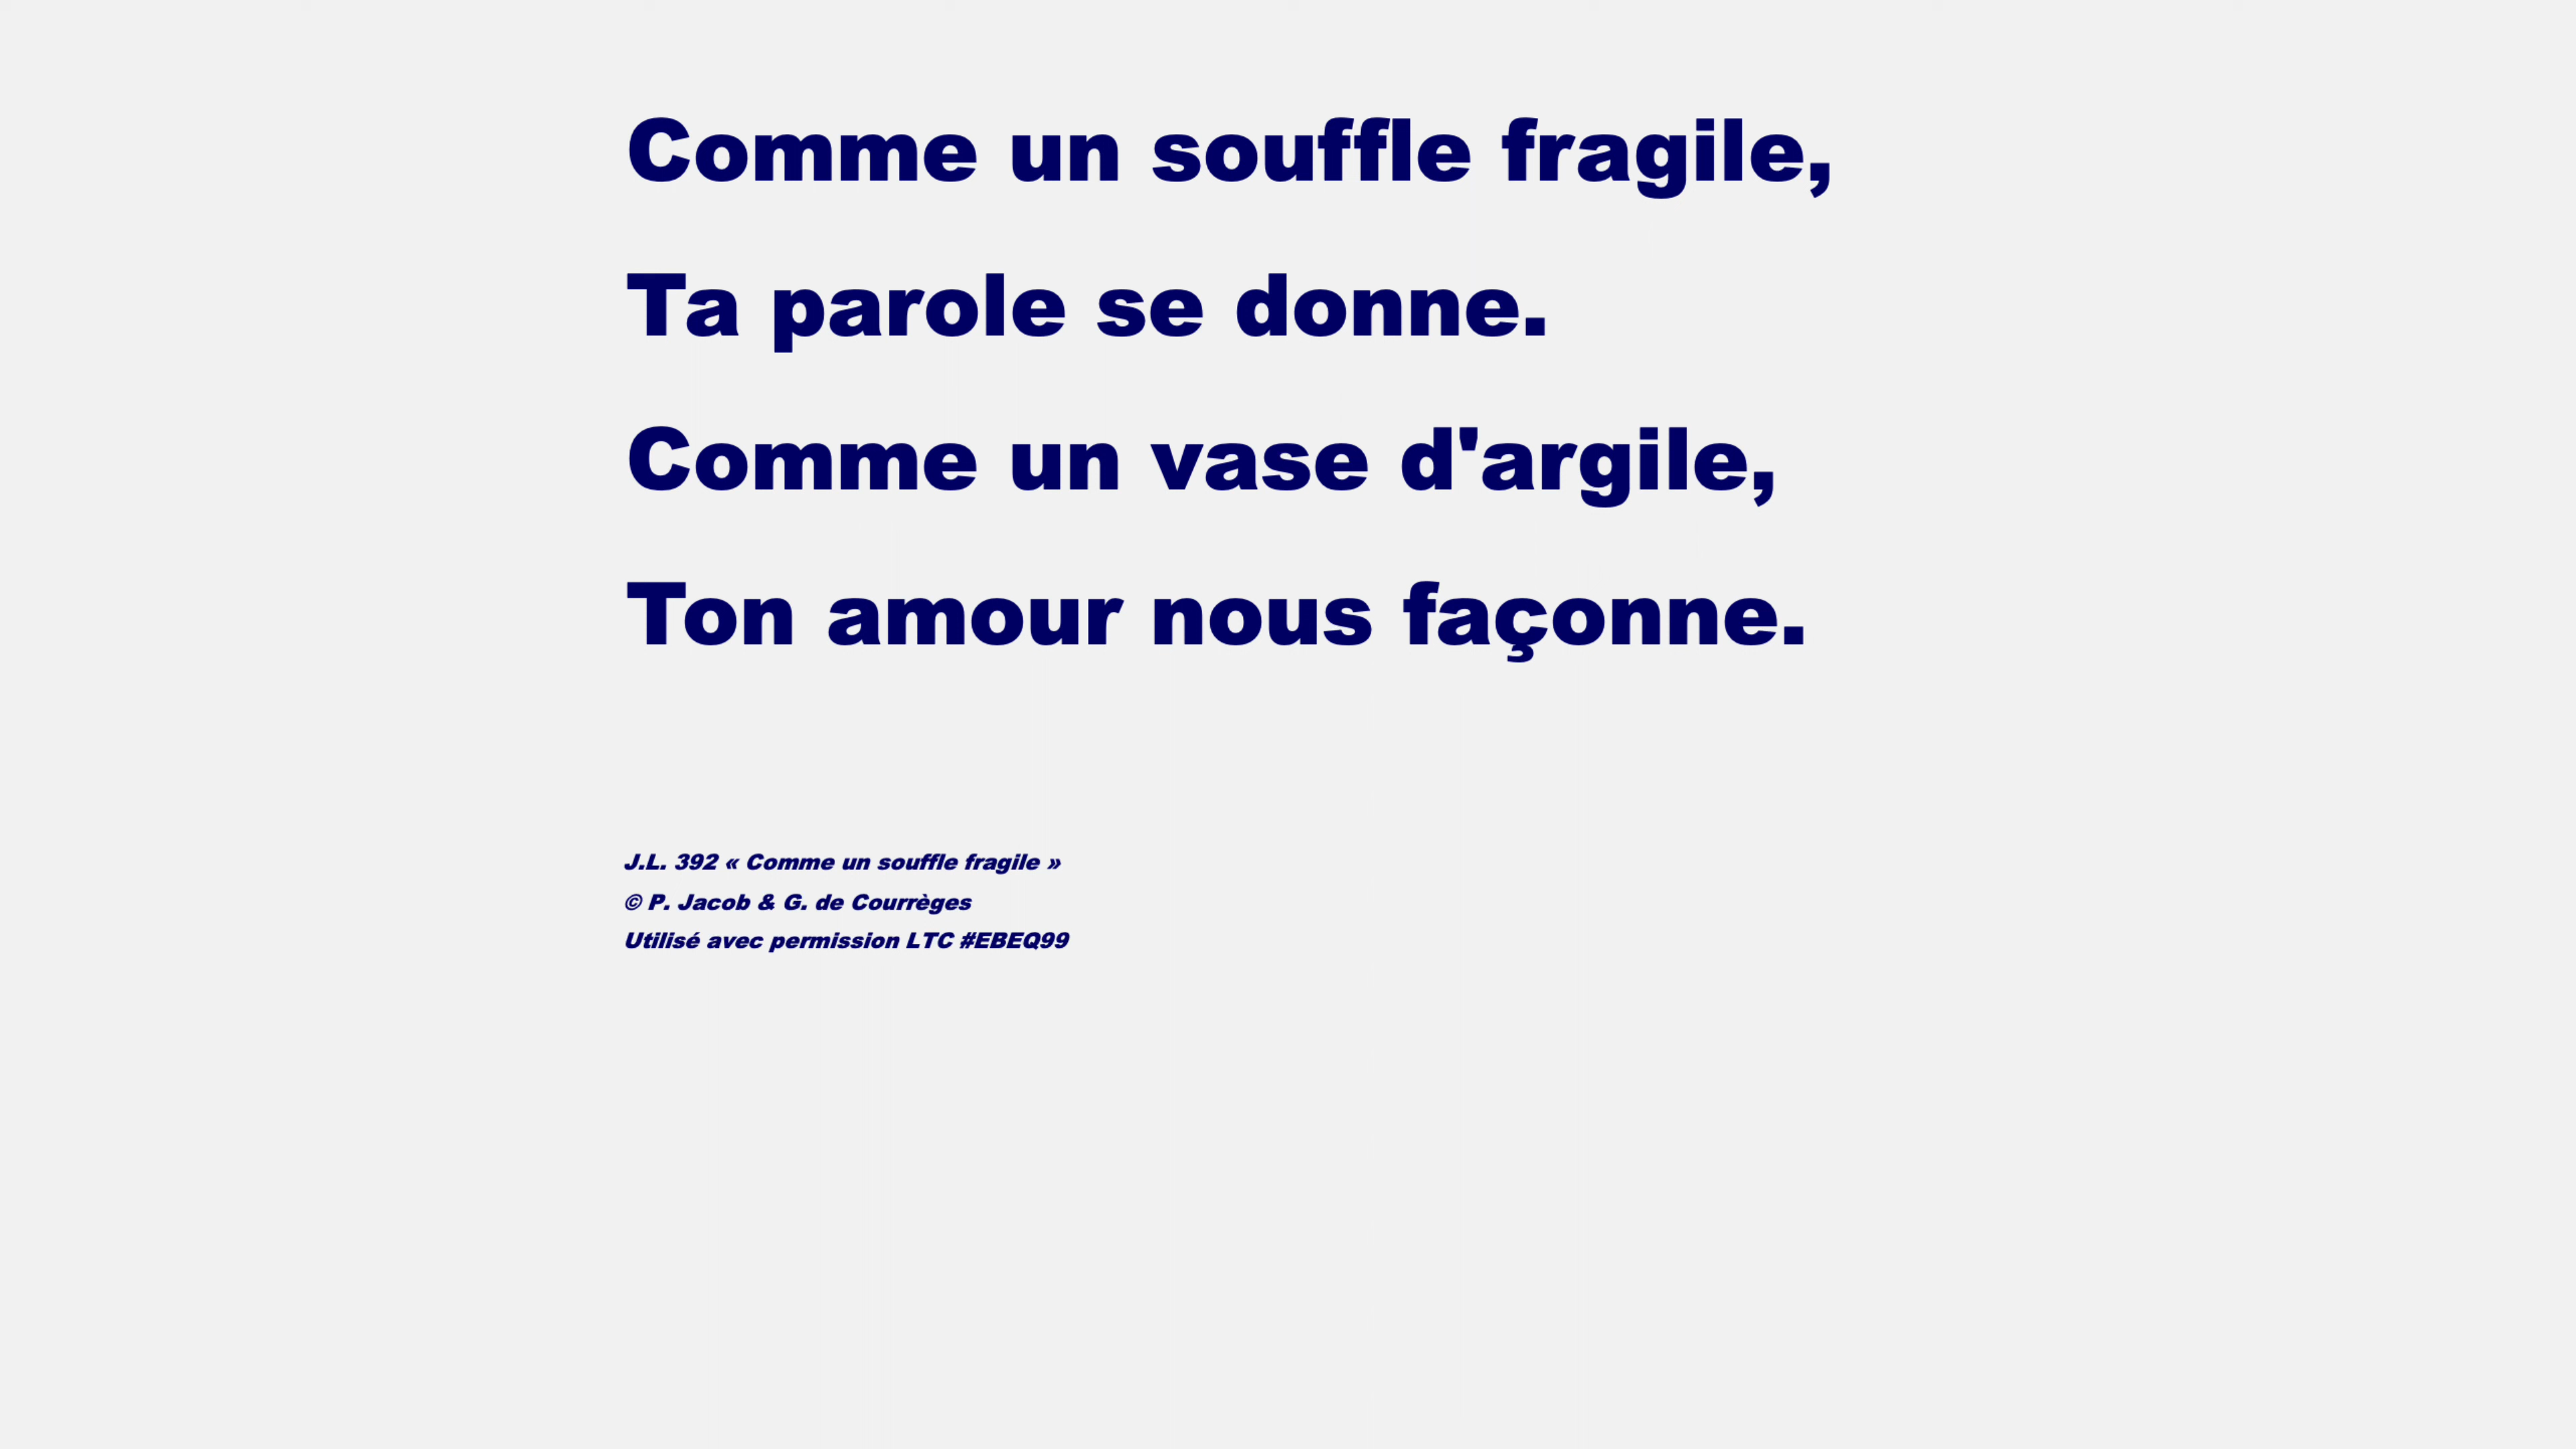 Comme un souffle fragile,
Ta parole se donne.
Comme un vase d'argile,
Ton amour nous façonne.
J.L. 392 « Comme un souffle fragile »
© P. Jacob & G. de Courrèges
Utilisé avec permission LTC #EBEQ99